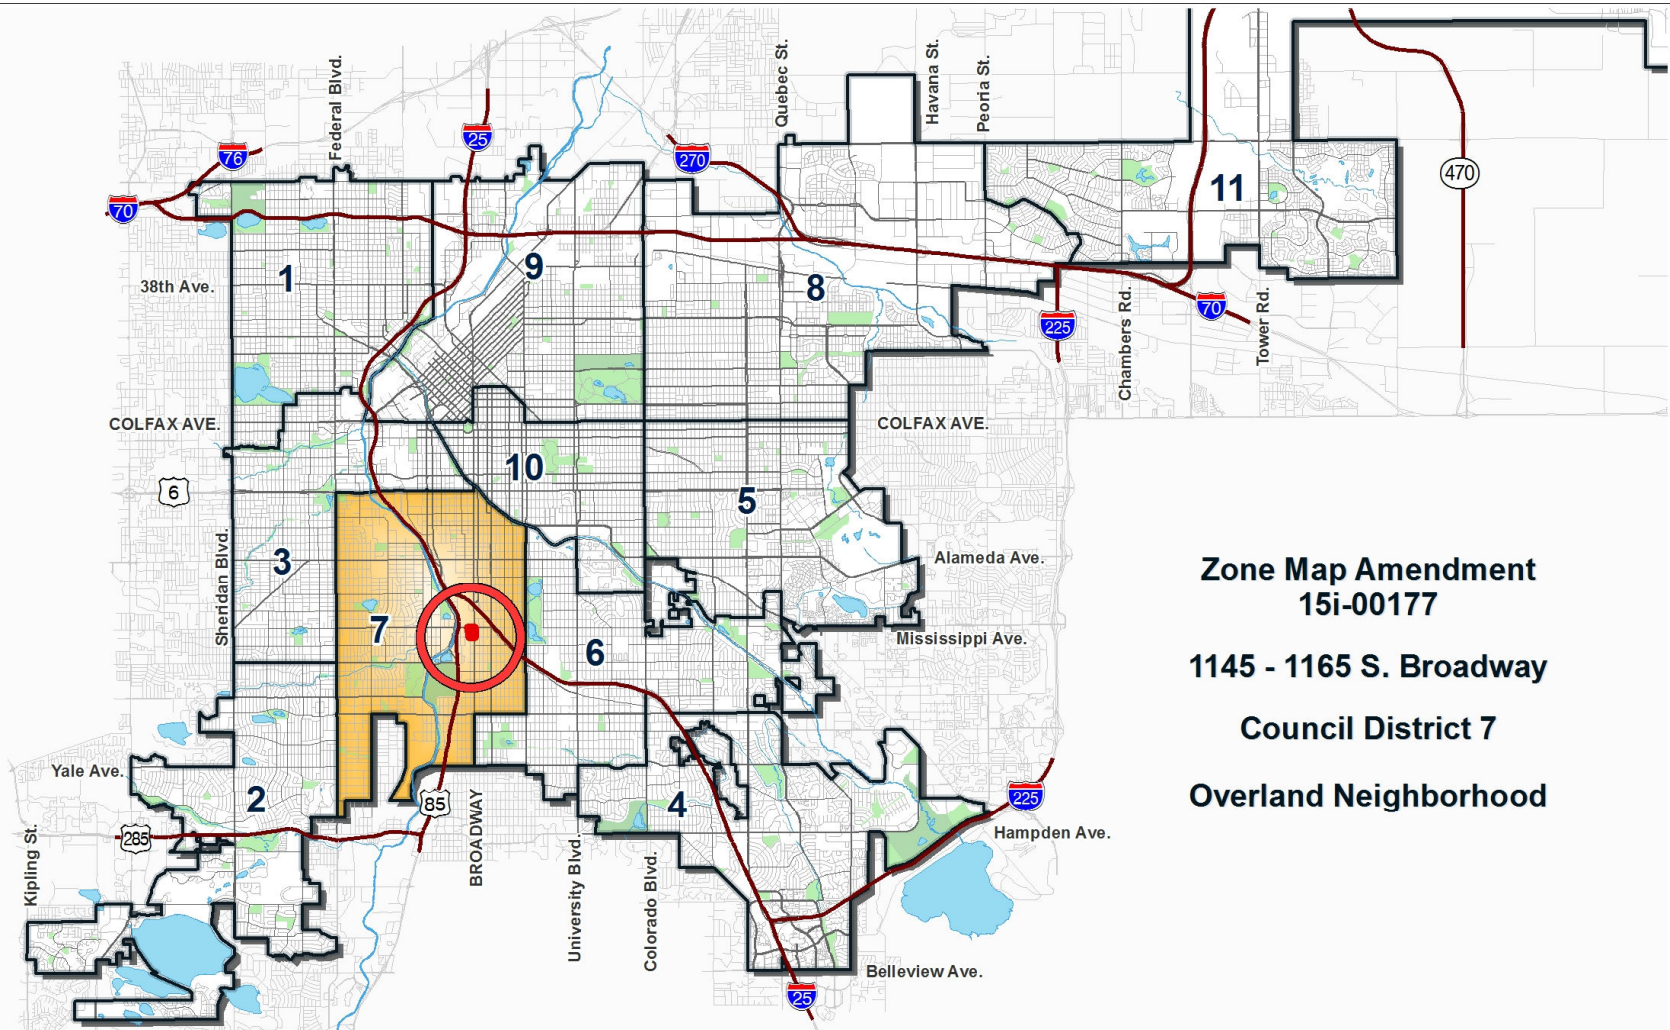 Federal Blvd.
Quebec St.
Havana St.
Peoria St.
25
76
270
70
470
11
38th Ave.
1
9
8
225
Chambers Rd.
70
Tower Rd.
COLFAX AVE.
COLFAX AVE.
10
6
5
Sheridan Blvd.
3
Alameda Ave.
7
6
Mississippi Ave.
Zone Map Amendment
15i-00177
1145 - 1165 S. Broadway
Council District 7
Overland Neighborhood
Yale Ave.
2
85
BROADWAY
4
225
285
Hampden Ave.
Kipling St.
University Blvd.
Colorado Blvd.
Belleview Ave.
25